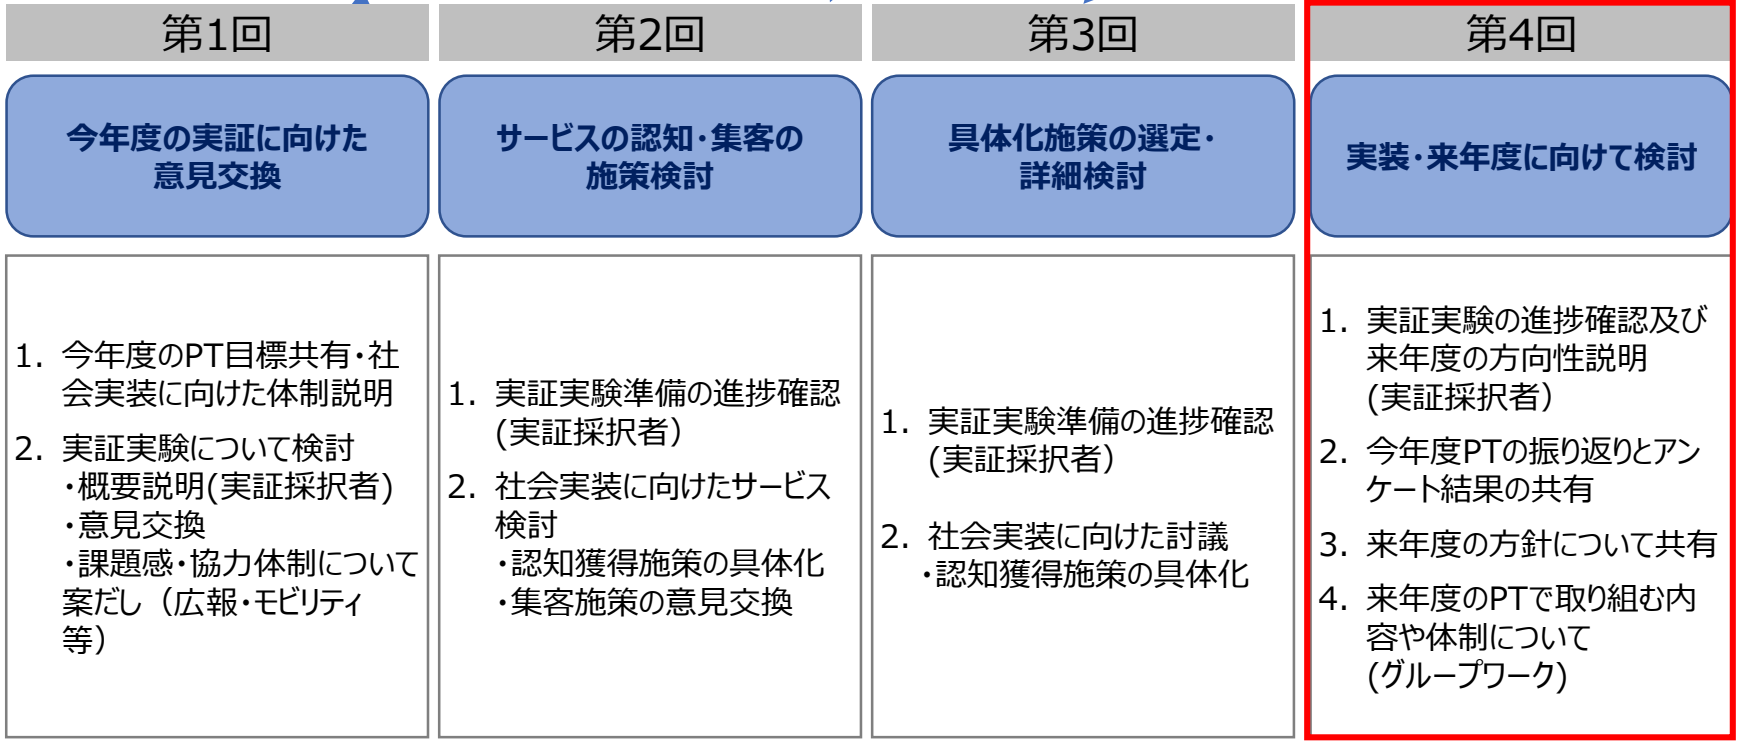 第1回
今年度の実証に向けた
意見交換
1. 今年度のPT目標共有・社
会実装に向けた体制説明
2. 実証実験について検討
・概要説明(実証採択者)
・意見交換
・課題感・協力体制について
案だし（広報・モビリティ
等）
第2回
サービスの認知・集客の
施策検討
1. 実証実験準備の進捗確認
(実証採択者）
2. 社会実装に向けたサービス
検討
・認知獲得施策の具体化
・集客施策の意見交換
第3回
具体化施策の選定・
詳細検討
1. 実証実験準備の進捗確認
(実証採択者）
2. 社会実装に向けた討議
・認知獲得施策の具体化
第4回
実装・来年度に向けて検討
1. 実証実験の進捗確認及び
来年度の方向性説明
(実証採択者）
2. 今年度PTの振り返りとアン
ケート結果の共有
3. 来年度の方針について共有
4. 来年度のPTで取り組む内
容や体制について
(グループワーク)